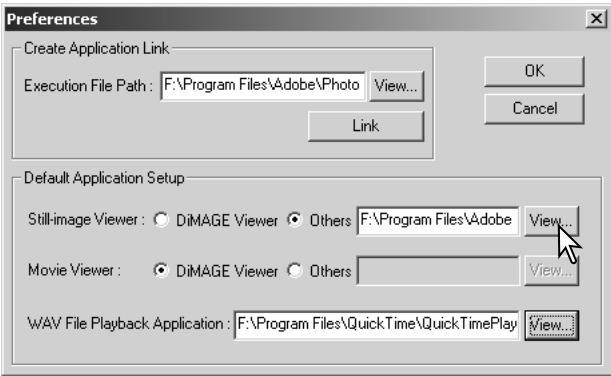 Preferences
Create Application Link
Execution File Path : F:\Program Files\Adobe\Photo View...
Link
OK
Cancel
Default Application Setup
Still-image Viewer : DiMAGE Viewer Others F:\Program Files\Adobe View...
Movie Viewer : DiMAGE Viewer Others View...
WAV File Playback Application : F:\Program Files\QuickTime\QuickTimePlay View...